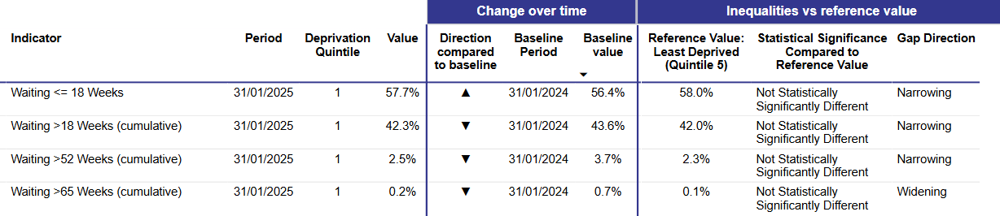 Change over time Inequalities vs reference value
Indicator Period Deprivation Quintile Value Direction compared to baseline Baseline Period Baseline value Reference Value: Least Deprived (Quintile 5) Statistical Significance Compared to Reference Value Gap Direction
Waiting <= 18 Weeks 31/01/2025 1 57.7% ▲ 31/01/2024 56.4% 58.0% Not Statistically Significantly Different Narrowing
Waiting >18 Weeks (cumulative) 31/01/2025 1 42.3% ▼ 31/01/2024 43.6% 42.0% Not Statistically Significantly Different Narrowing
Waiting >52 Weeks (cumulative) 31/01/2025 1 2.5% ▼ 31/01/2024 3.7% 2.3% Not Statistically Significantly Different Narrowing
Waiting >65 Weeks (cumulative) 31/01/2025 1 0.2% ▼ 31/01/2024 0.7% 0.1% Not Statistically Significantly Different Widening